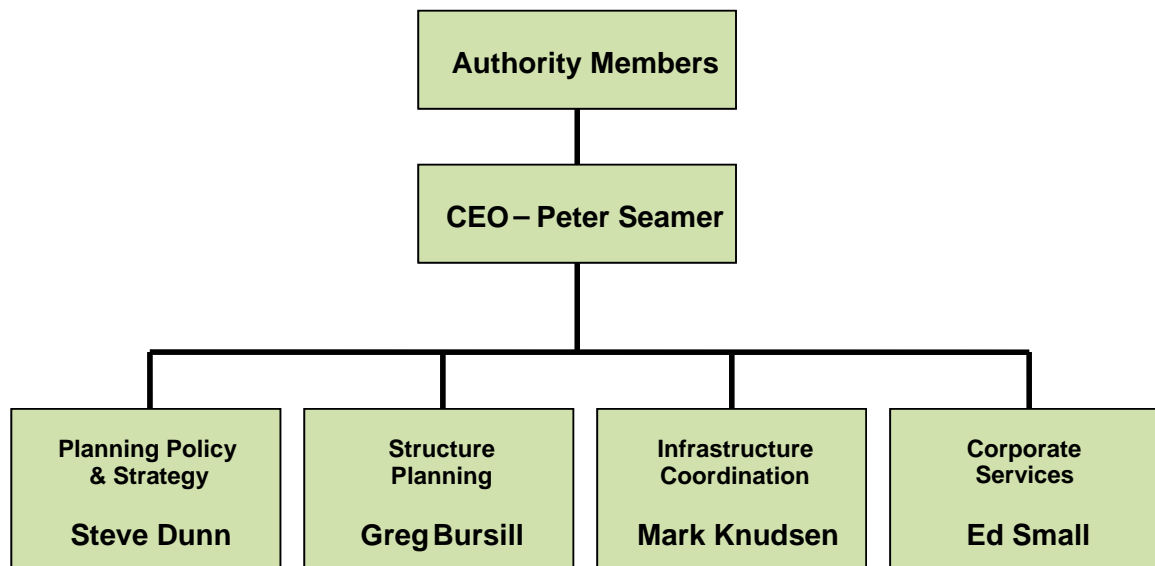 Authority Members
CEO – Peter Seamer
Planning Policy
& Strategy
Steve Dunn
Structure
Planning
Greg Bursill
Infrastructure
Coordination
Mark Knudsen
Corporate
Services
Ed Small